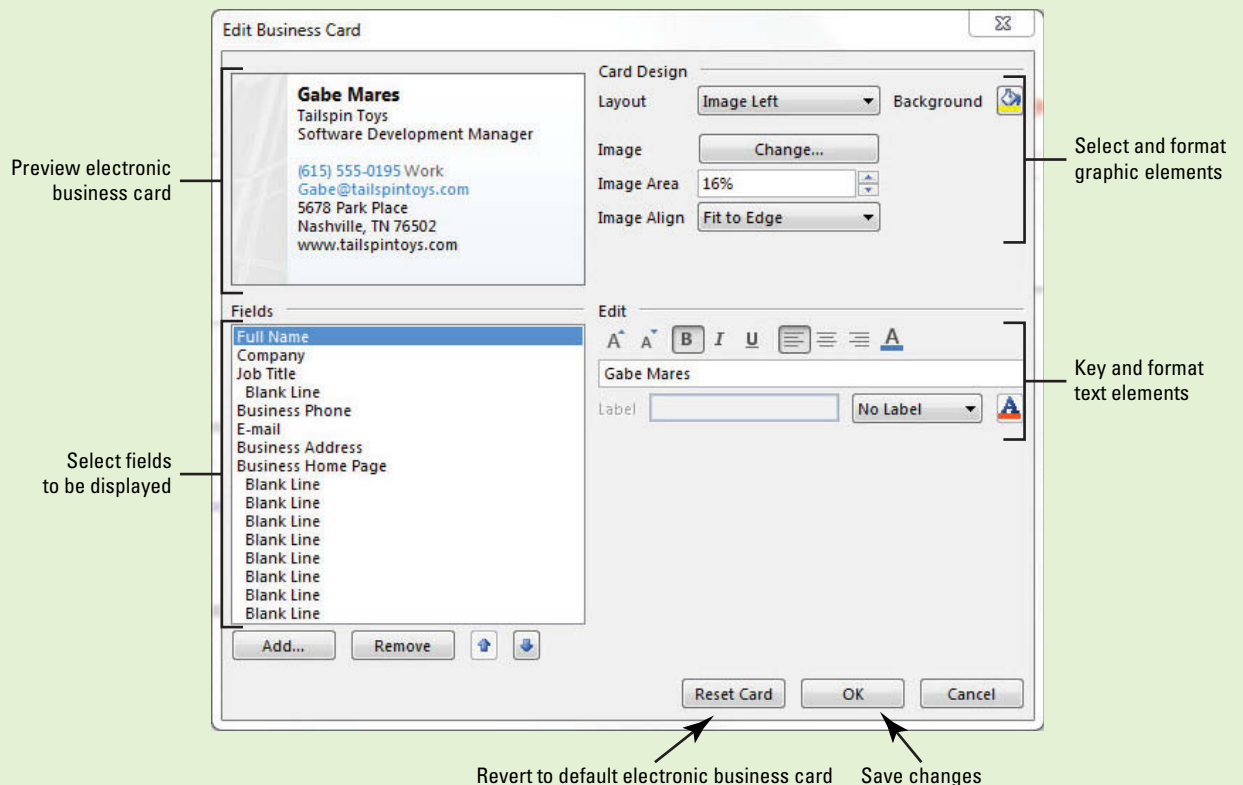 Edit Business Card
Gabe Mares
Tailspin Toys
Software Development Manager
(615) 555-0195 Work
Gabe@tailspintoys.com
5678 Park Place
Nashville, TN 76502
www.tailspintoys.com
Card Design
Layout Image Left Background
Image Change...
Image Area 16%
Image Align Fit to Edge
Preview electronic
business card
Select and format
graphic elements
Fields
Full Name
Company
Job Title
Blank Line
Business Phone
E-mail
Business Address
Business Home Page
Blank Line
Blank Line
Blank Line
Blank Line
Blank Line
Blank Line
Blank Line
Blank Line
Edit
A A B I U A
Gabe Mares
Label No Label A
Key and format
text elements
Select fields
to be displayed
Add... Remove
Reset Card OK Cancel
Revert to default electronic business card Save changes